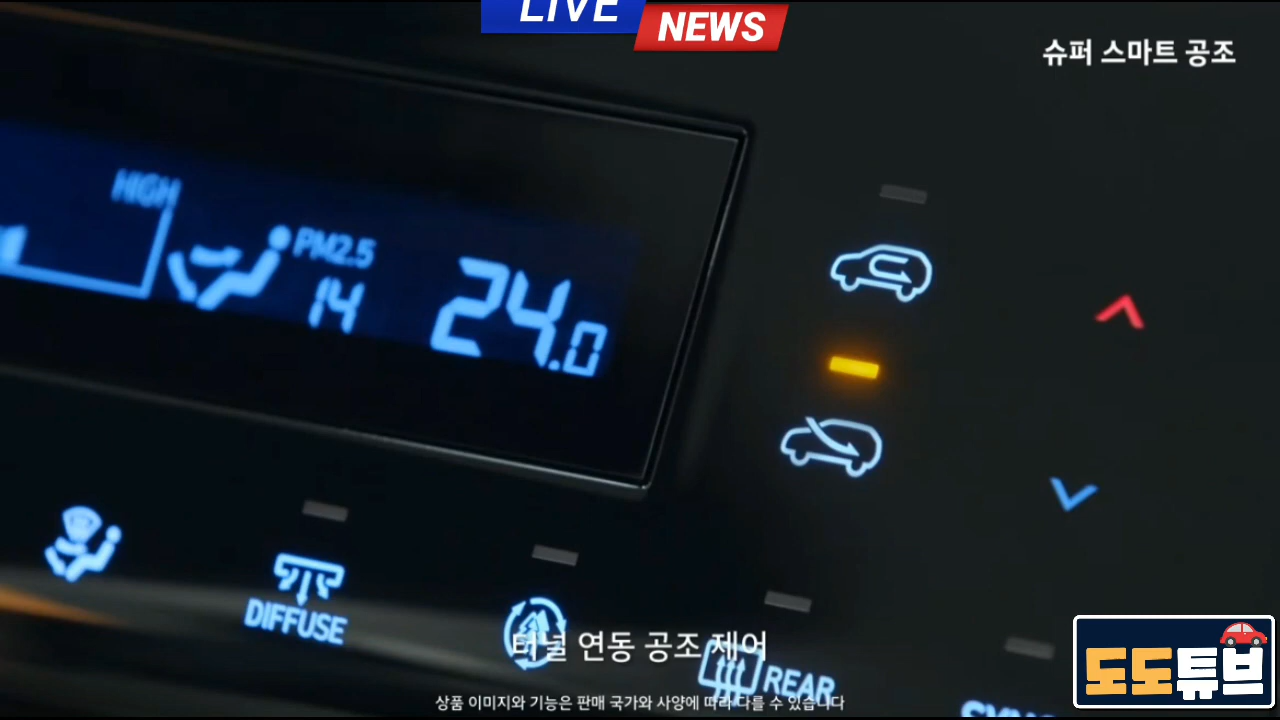 LIVE
NEWS
슈퍼 스마트 공조
HIGH
PM2.5
14
24.0
DIFFUSE
터널 연동 공조 제어
REAR
상품 이미지와 기능은 판매 국가와 사양에 따라 다를 수 있습니다
도도튜브